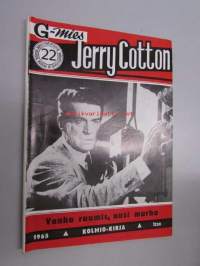 G-mies
Jerry Cotton
22
Vanha ruumis, uusi murha
1965 ▲ KOLMIO-KIRJA ▲